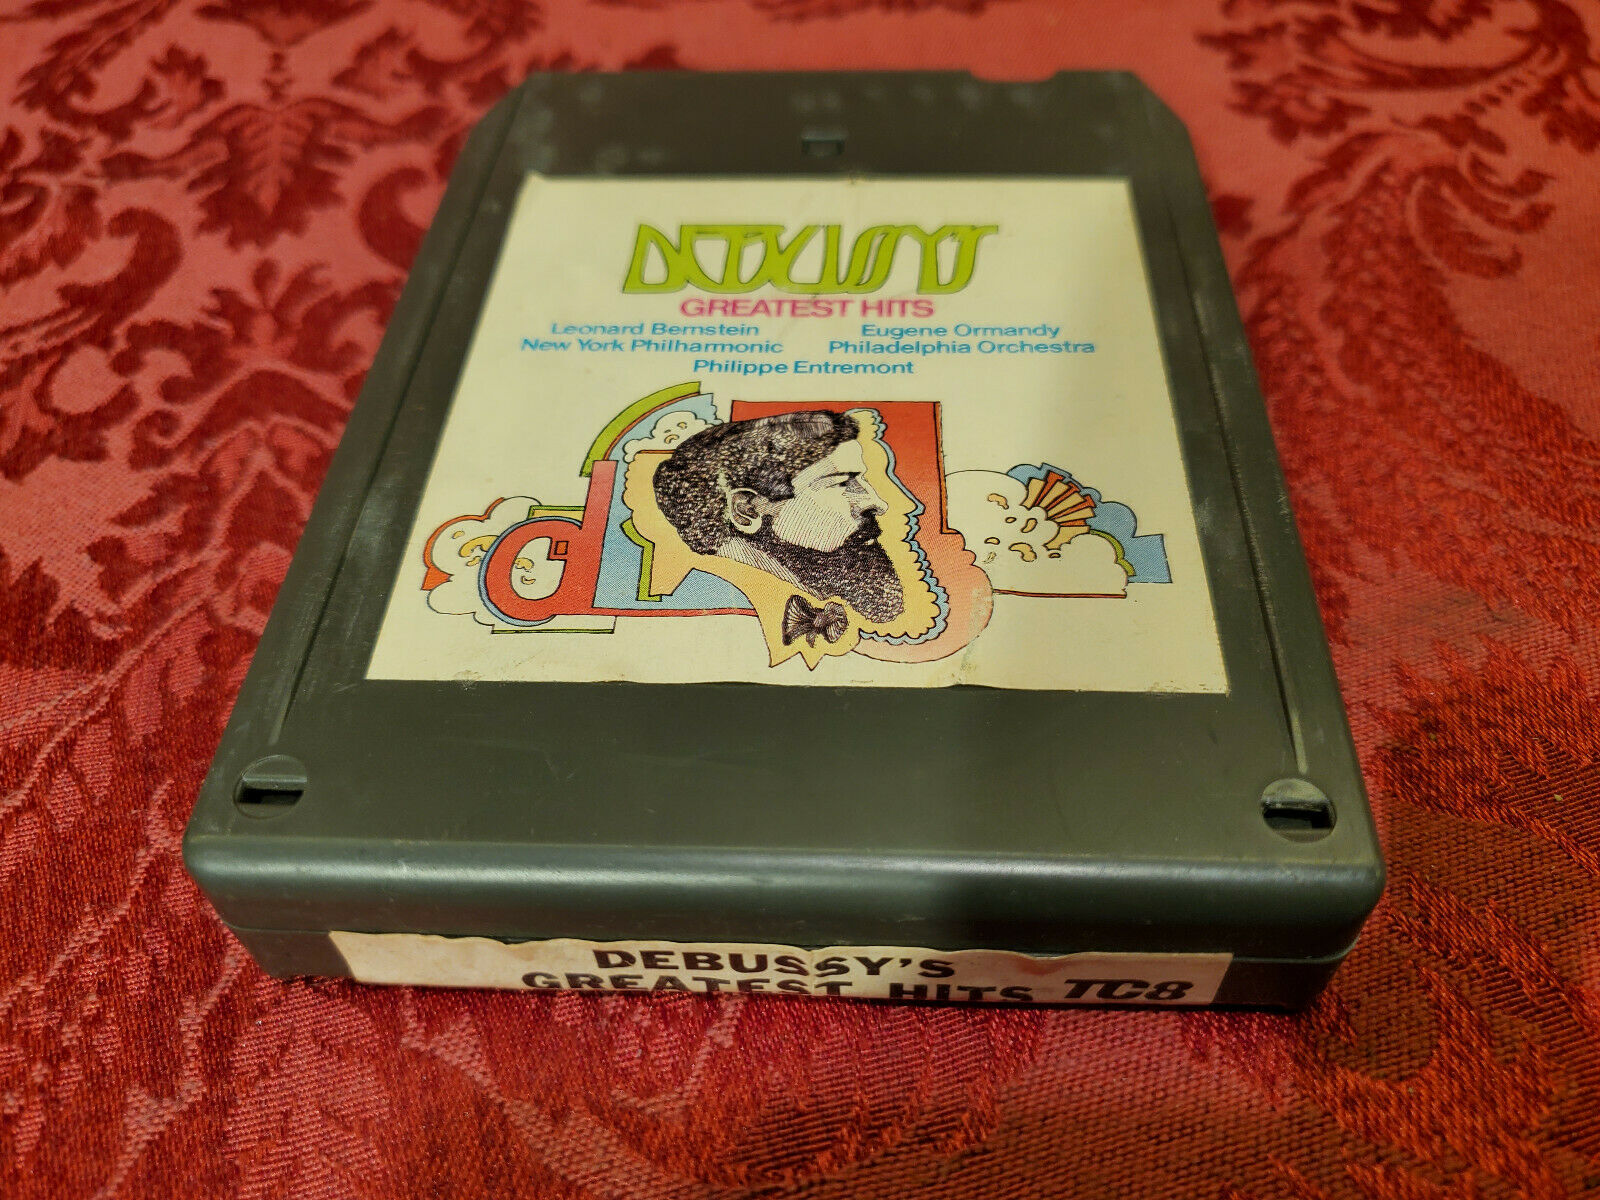 DEBUSSY'S
GREATEST HITS
Leonard Bernstein
New York Philharmonic
Eugene Ormandy
Philadelphia Orchestra
Philippe Entremont
d
DEBUSSY'S
GREATEST HITS TC8